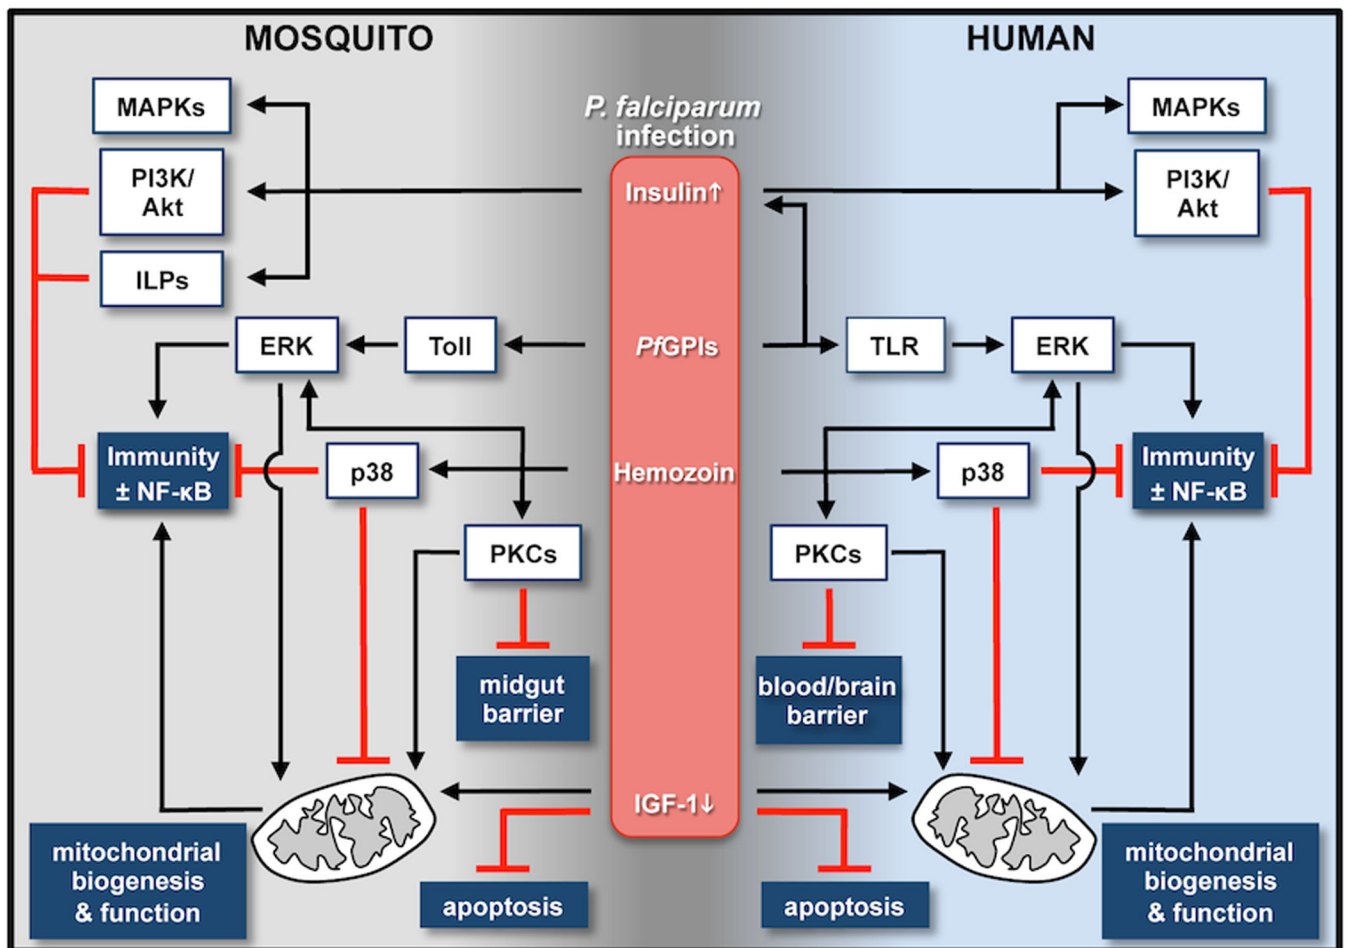 MOSQUITO
HUMAN
P. falciparum
infection
MAPKs
PI3K/
Akt
ILPs
Insulin↑
MAPKs
PI3K/
Akt
ERK
Toll
PfGPIs
TLR
ERK
Immunity
± NF-κB
p38
Hemozoin
p38
Immunity
± NF-κB
PKCs
PKCs
midgut
barrier
blood/brain
barrier
IGF-1↓
mitochondrial
biogenesis
& function
apoptosis
apoptosis
mitochondrial
biogenesis
& function